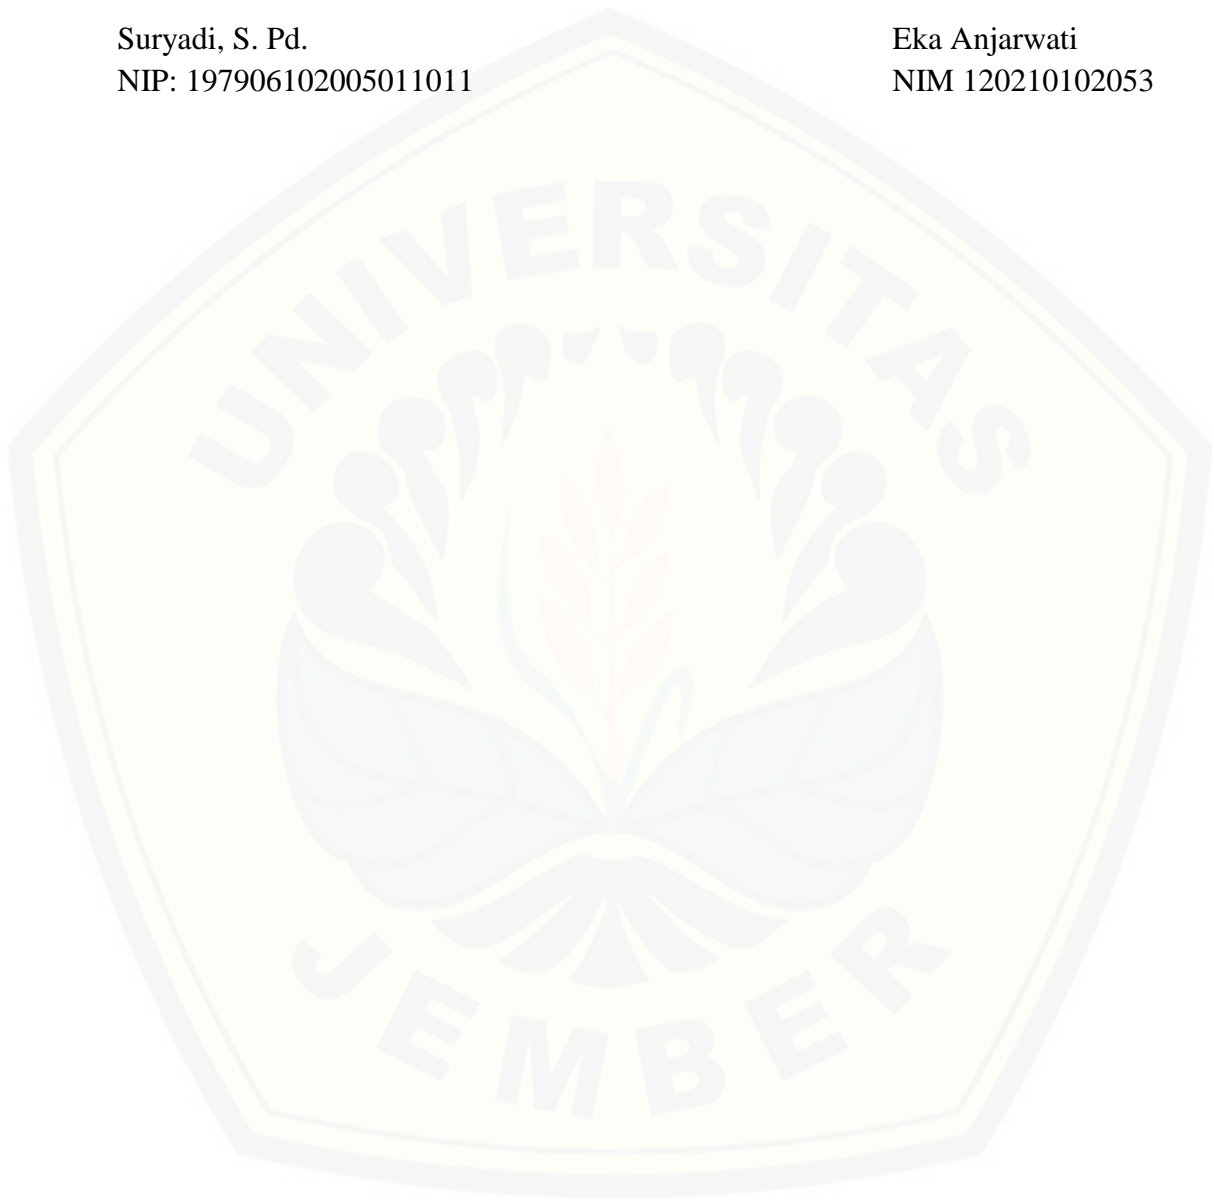 Suryadi, S. Pd.
NIP: 197906102005011011
Eka Anjarwati
NIM 120210102053
UNIVERSITAS
JEMBER